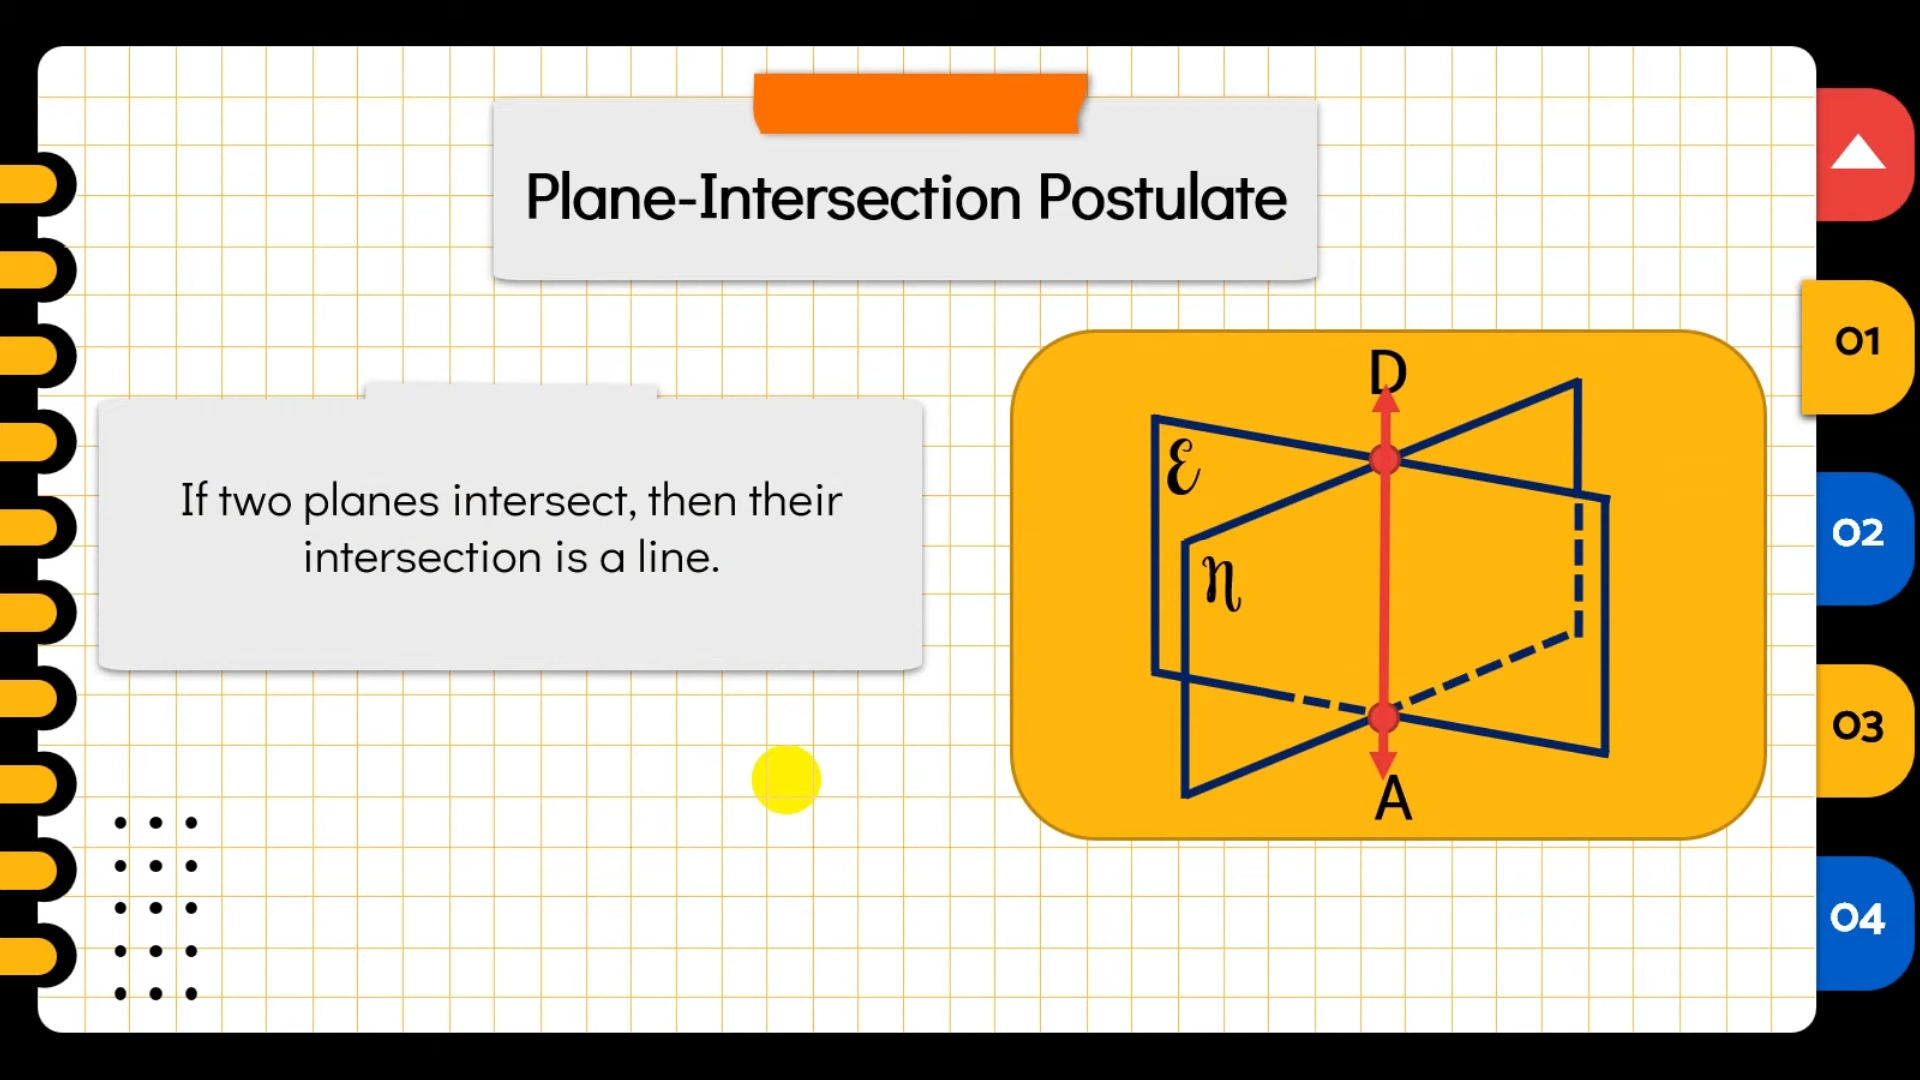 Plane-Intersection Postulate
01
If two planes intersect, then their
intersection is a line.
D
ℰ
n
A
02
03
04